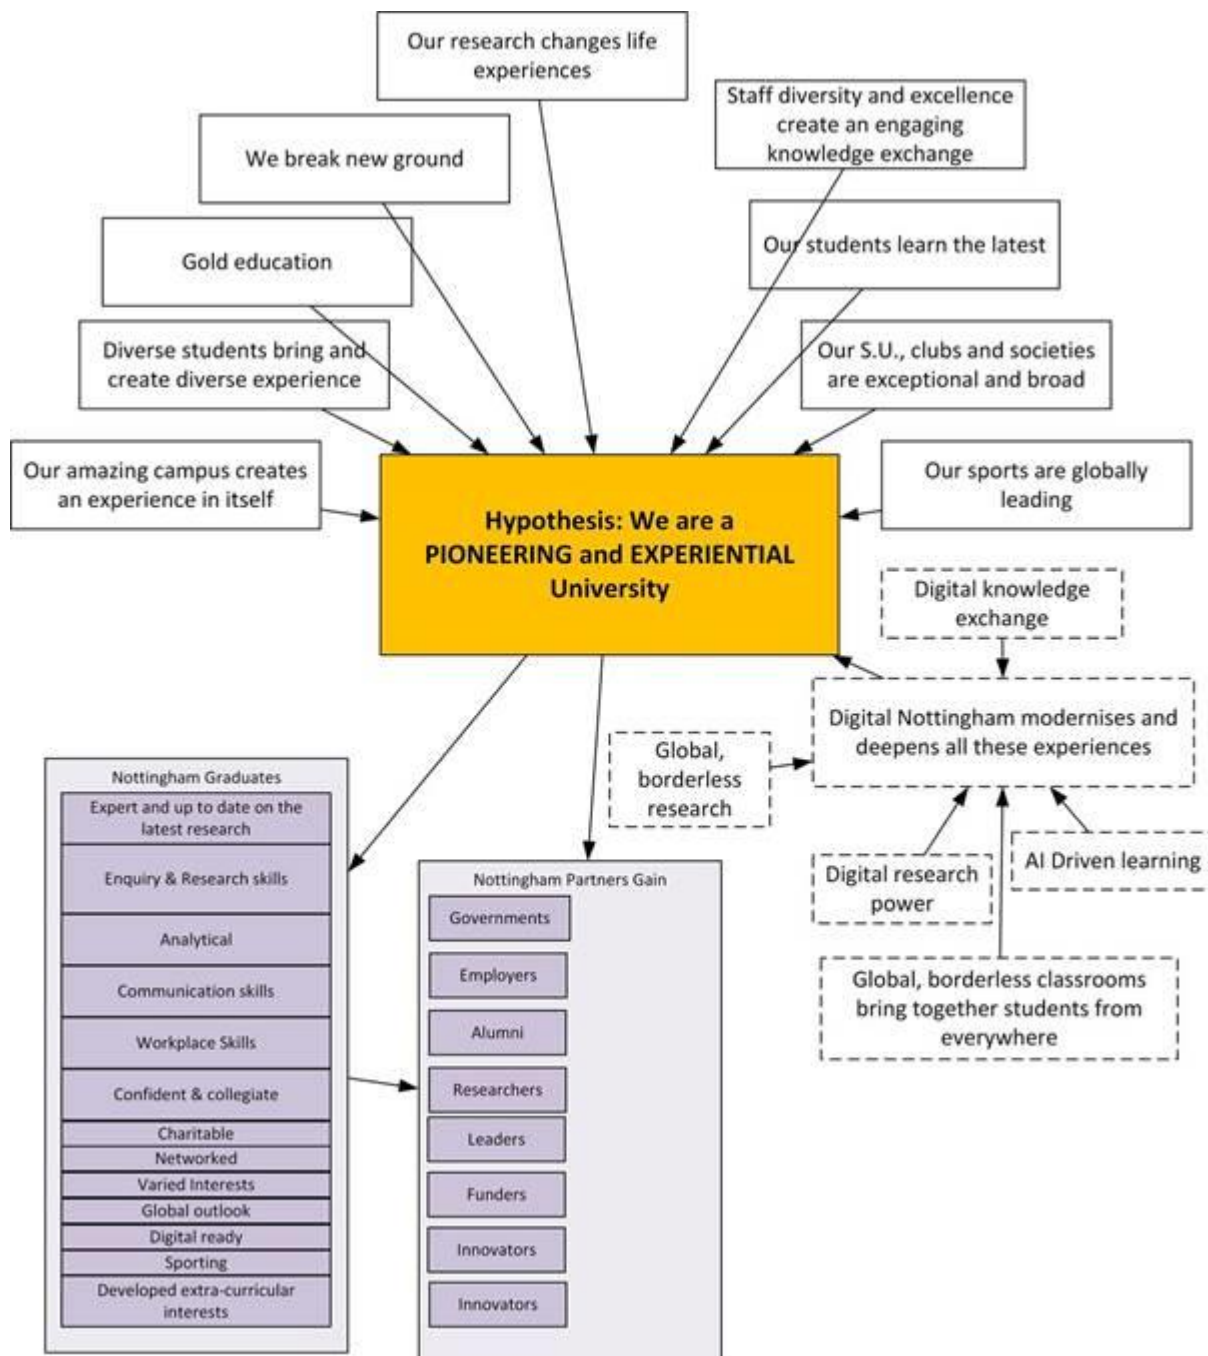 Our research changes life
experiences
Staff diversity and excellence
create an engaging
knowledge exchange
We break new ground
Our students learn the latest
Gold education
Diverse students bring and
create diverse experience
Our S.U., clubs and societies
are exceptional and broad
Our amazing campus creates
an experience in itself
Our sports are globally
leading
Hypothesis: We are a
PIONEERING and EXPERIENTIAL
University
Digital knowledge
exchange
Digital Nottingham modernises and
deepens all these experiences
Global,
borderless
research
AI Driven learning
Digital research
power
Global, borderless classrooms
bring together students from
everywhere
Nottingham Graduates
Expert and up to date on the
latest research
Enquiry & Research skills
Analytical
Communication skills
Workplace Skills
Confident & collegiate
Charitable
Networked
Varied Interests
Global outlook
Digital ready
Sporting
Developed extra-curricular
interests
Nottingham Partners Gain
Governments
Employers
Alumni
Researchers
Leaders
Funders
Innovators
Innovators